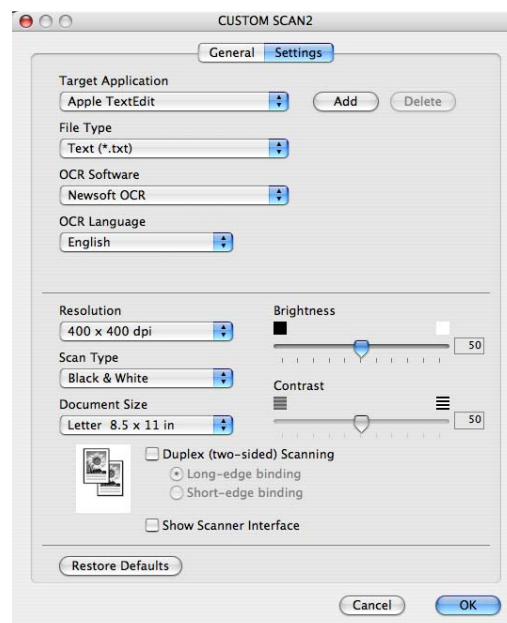 CUSTOM SCAN2
General Settings
Target Application
Apple TextEdit Add Delete
File Type
Text (*.txt)
OCR Software
Newsoft OCR
OCR Language
English
Resolution
400 x 400 dpi
Scan Type
Black & White
Document Size
Letter 8.5 x 11 in
Brightness
50
Contrast
50
Duplex (two-sided) Scanning
Long-edge binding
Short-edge binding
Show Scanner Interface
Restore Defaults
Cancel OK